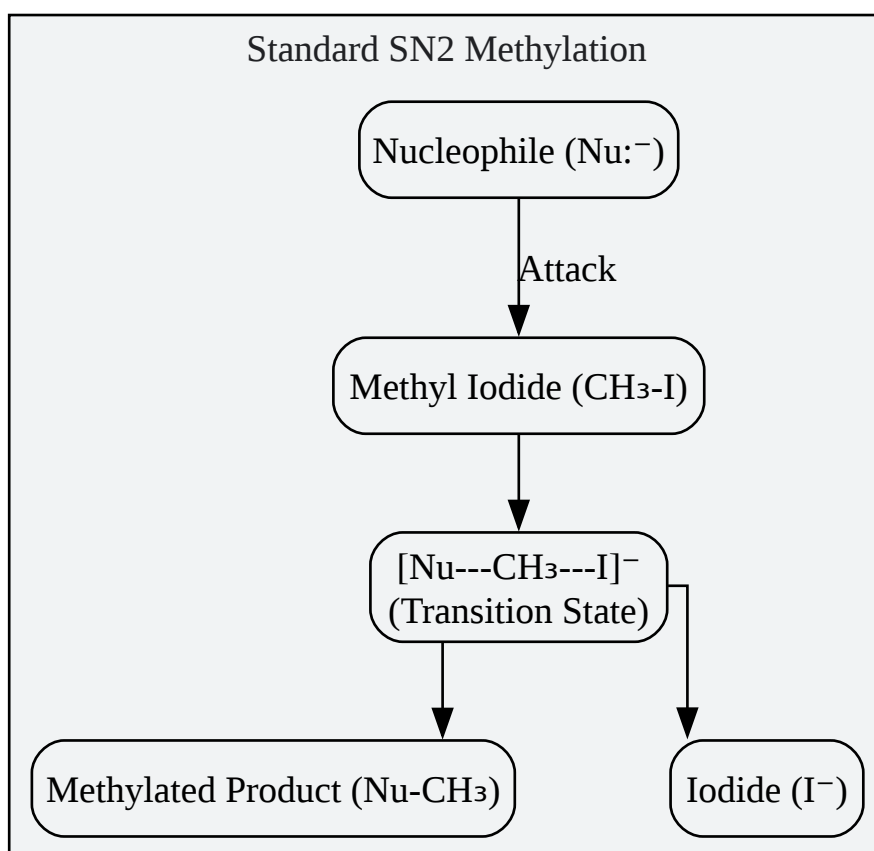 Standard SN2 Methylation
Nucleophile (Nu:⁻)
Attack
Methyl Iodide (CH₃-I)
[Nu---CH₃---I]⁻
(Transition State)
Methylated Product (Nu-CH₃)
Iodide (I⁻)